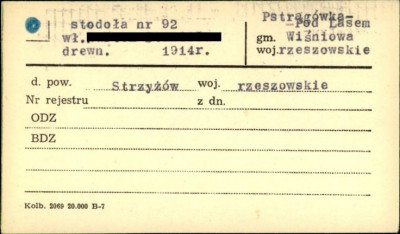 stodoła nr 92
wł.
drewn. 1914r.
Pstrągówka-
-Pod Lasem
gm. Wiśniowa
woj.rzeszowskie
d. pow. Strzyżów woj. rzeszowskie
Nr rejestru z dn.
ODZ
BDZ
Kolb. 2069 20.000 B-7